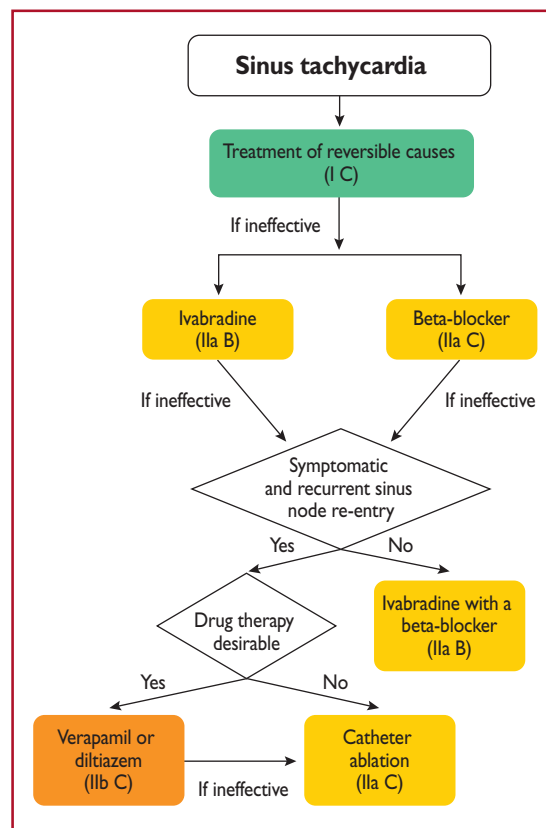 Sinus tachycardia
Treatment of reversible causes
(I C)
If ineffective
Ivabradine
(IIa B)
Beta-blocker
(IIa C)
If ineffective
If ineffective
Symptomatic
and recurrent sinus
node re-entry
Yes
No
Drug therapy
desirable
Ivabradine with a
beta-blocker
(IIa B)
Yes
No
Verapamil or
diltiazem
(IIb C)
If ineffective
Catheter
ablation
(IIa C)